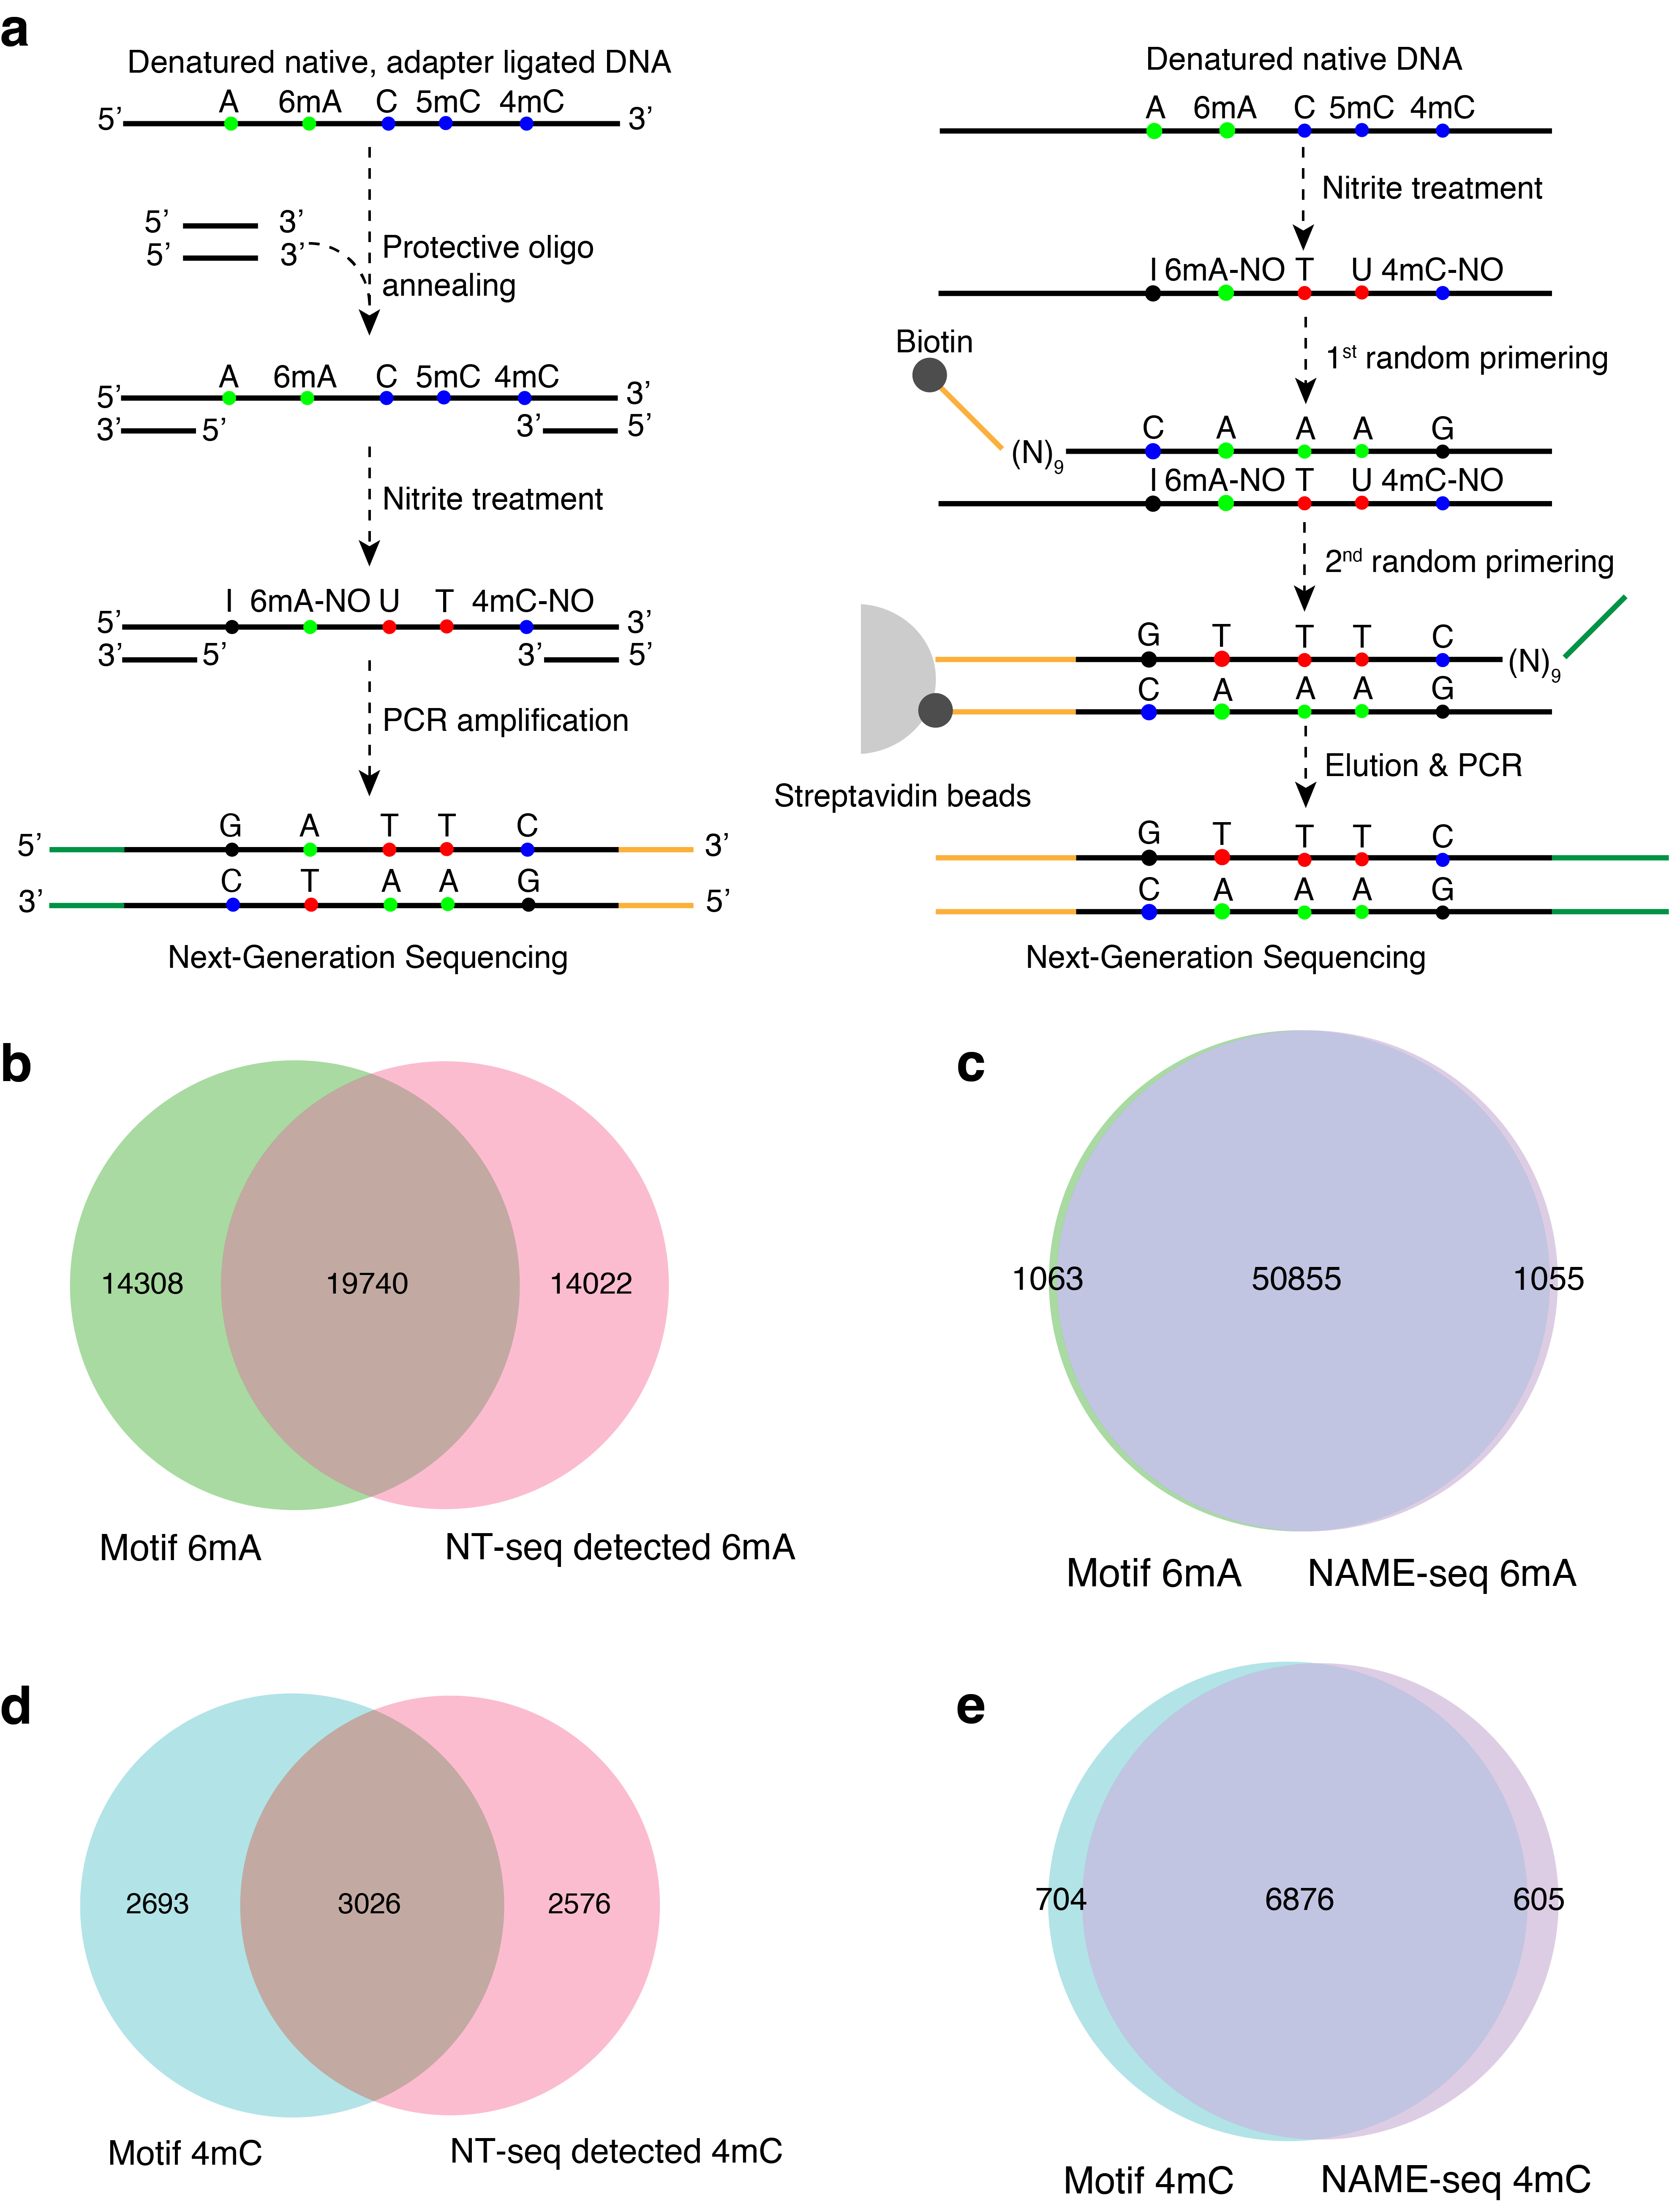 a
Denatured native, adapter ligated DNA
A 6mA C 5mC 4mC
5’ 3’
5’ 3’
5’ 3’
Protective oligo
annealing
A 6mA C 5mC 4mC
5’ 3’
3’ 5’ 3’ 5’
Nitrite treatment
I 6mA-NO U T 4mC-NO
5’ 3’
3’ 5’ 3’ 5’
PCR amplification
G A T T C
5’ 3’
C T A A G
3’ 5’
Next-Generation Sequencing
Denatured native DNA
A 6mA C 5mC 4mC
Nitrite treatment
I 6mA-NO T U 4mC-NO
1st random primering
Biotin
C A A A G
(N)9
I 6mA-NO T U 4mC-NO
2nd random primering
G T T T C
(N)9
C A A A G
Streptavidin beads
Elution & PCR
G T T T C
C A A A G
Next-Generation Sequencing
b
14308 19740 14022
Motif 6mA NT-seq detected 6mA
c
1063 50855 1055
Motif 6mA NAME-seq 6mA
d
2693 3026 2576
Motif 4mC NT-seq detected 4mC
e
704 6876 605
Motif 4mC NAME-seq 4mC